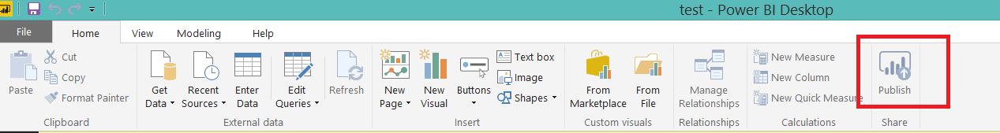 test - Power BI Desktop
File Home View Modeling Help
Paste
Cut
Copy
Format Painter
Clipboard
Get Data
Recent Sources
Enter Data
Edit Queries
Refresh
External data
New Page
New Visual
Buttons
Text box
Image
Shapes
Insert
From Marketplace
From File
Custom visuals
Manage Relationships
Relationships
New Measure
New Column
New Quick Measure
Calculations
Publish
Share